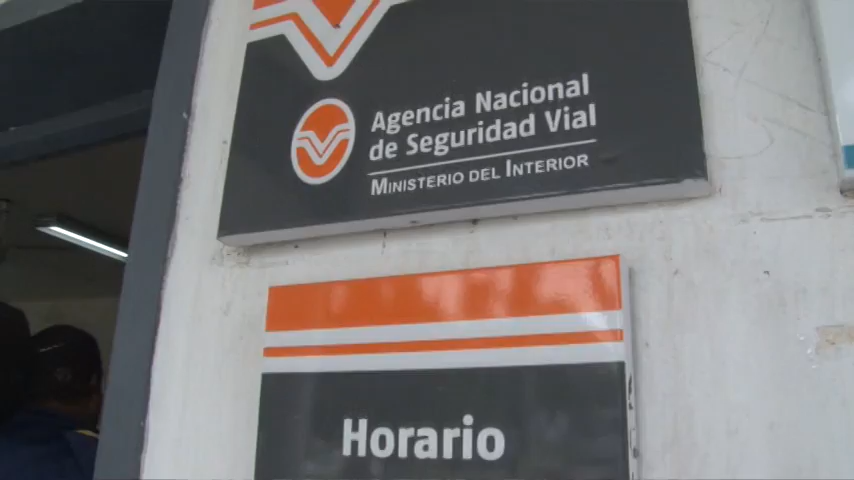 Agencia Nacional
de Seguridad Vial
MINISTERIO DEL INTERIOR
Horario